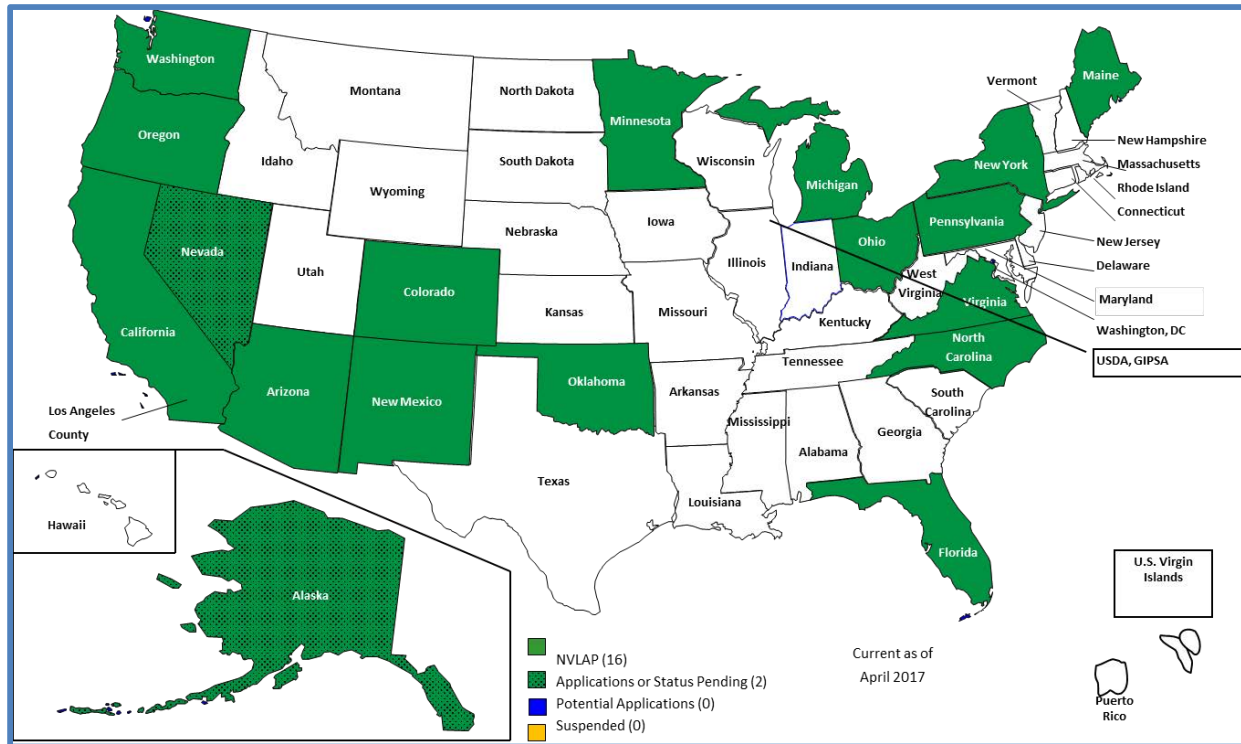 Washington
Montana
North Dakota
Minnesota
Vermont
Maine
Oregon
Idaho
South Dakota
Wisconsin
New Hampshire
New York
Massachusetts
Wyoming
Michigan
Rhode Island
Connecticut
Iowa
Pennsylvania
Nebraska
Nevada
Ohio
New Jersey
Utah
Illinois
Indiana
Delaware
West
Virginia
Colorado
Virginia
Maryland
Kansas
Missouri
California
Kentucky
Washington, DC
North
Carolina
Tennessee
USDA, GIPSA
Oklahoma
Arizona
Arkansas
New Mexico
South
Carolina
Los Angeles
County
Mississippi
Georgia
Alabama
Texas
Louisiana
Hawaii
Florida
U.S. Virgin
Islands
Alaska
NVLAP (16)
Applications or Status Pending (2)
Potential Applications (0)
Suspended (0)
Current as of
April 2017
Puerto
Rico